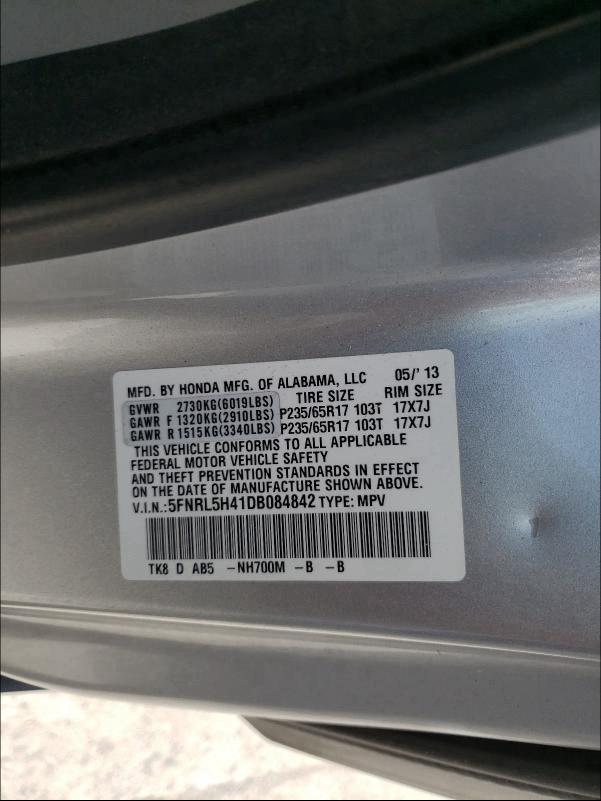 MFD. BY HONDA MFG. OF ALABAMA, LLC 05/' 13
GVWR 2730KG(6019LBS) TIRE SIZE RIM SIZE
GAWR F 1320KG(2910LBS) P235/65R17 103T 17X7J
GAWR R 1515KG(3340LBS) P235/65R17 103T 17X7J
THIS VEHICLE CONFORMS TO ALL APPLICABLE
FEDERAL MOTOR VEHICLE SAFETY
AND THEFT PREVENTION STANDARDS IN EFFECT
ON THE DATE OF MANUFACTURE SHOWN ABOVE.
V.I.N.:5FNRL5H41DB084842 TYPE: MPV
TK8 D AB5 -NH700M -B -B